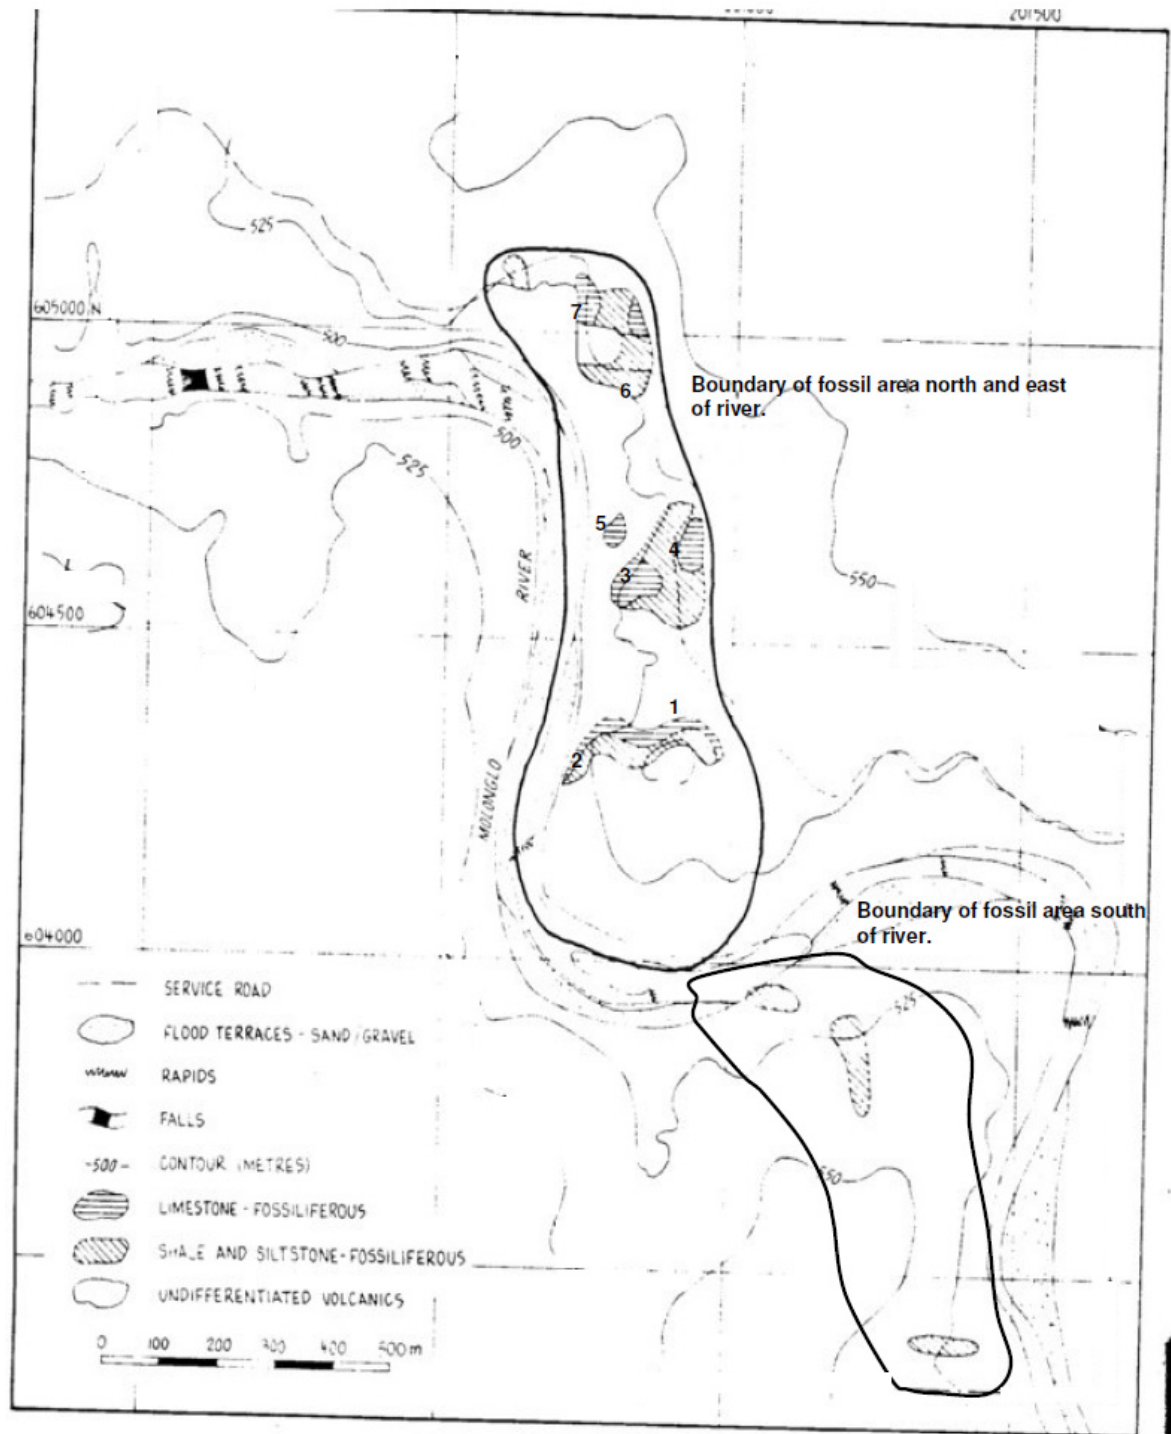 201500
525
605000 N
500
7
6
Boundary of fossil area north and east
of river.
500
525
5
4
3
RIVER
550
604500
1
2
MOLONGLO
Boundary of fossil area south
of river.
604000
525
SERVICE ROAD
FLOOD TERRACES - SAND/GRAVEL
RAPIDS
FALLS
-500- CONTOUR (METRES)
LIMESTONE - FOSSILIFEROUS
SHALE AND SILTSTONE-FOSSILIFEROUS
550
UNDIFFERENTIATED VOLCANICS
0 100 200 300 400 500m